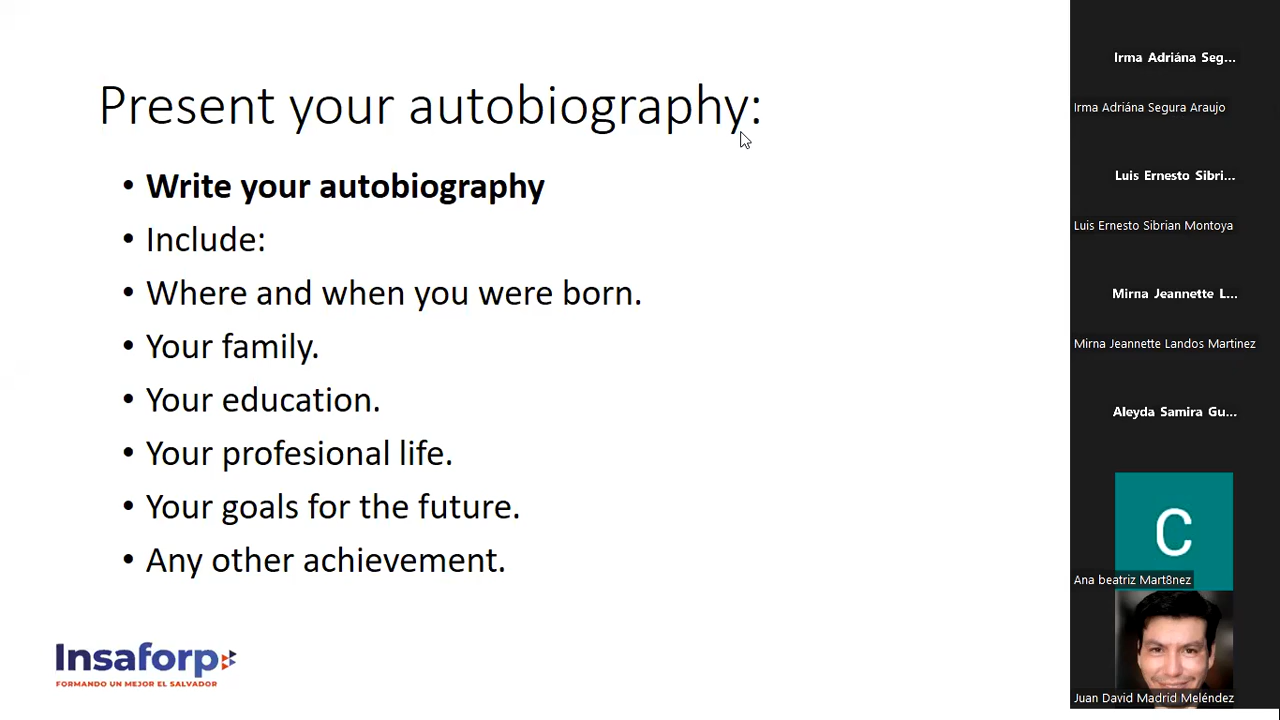 Present your autobiography:
• Write your autobiography
• Include:
• Where and when you were born.
• Your family.
• Your education.
• Your profesional life.
• Your goals for the future.
• Any other achievement.
Insaforp
FORMANDO UN MEJOR EL SALVADOR
Irma Adriána Seg...
Irma Adriána Segura Araujo
Luis Ernesto Sibri...
Luis Ernesto Sibrian Montoya
Mirna Jeannette L...
Mirna Jeannette Landos Martinez
Aleyda Samira Gu...
C
Ana beatriz Mart8nez
Juan David Madrid Meléndez